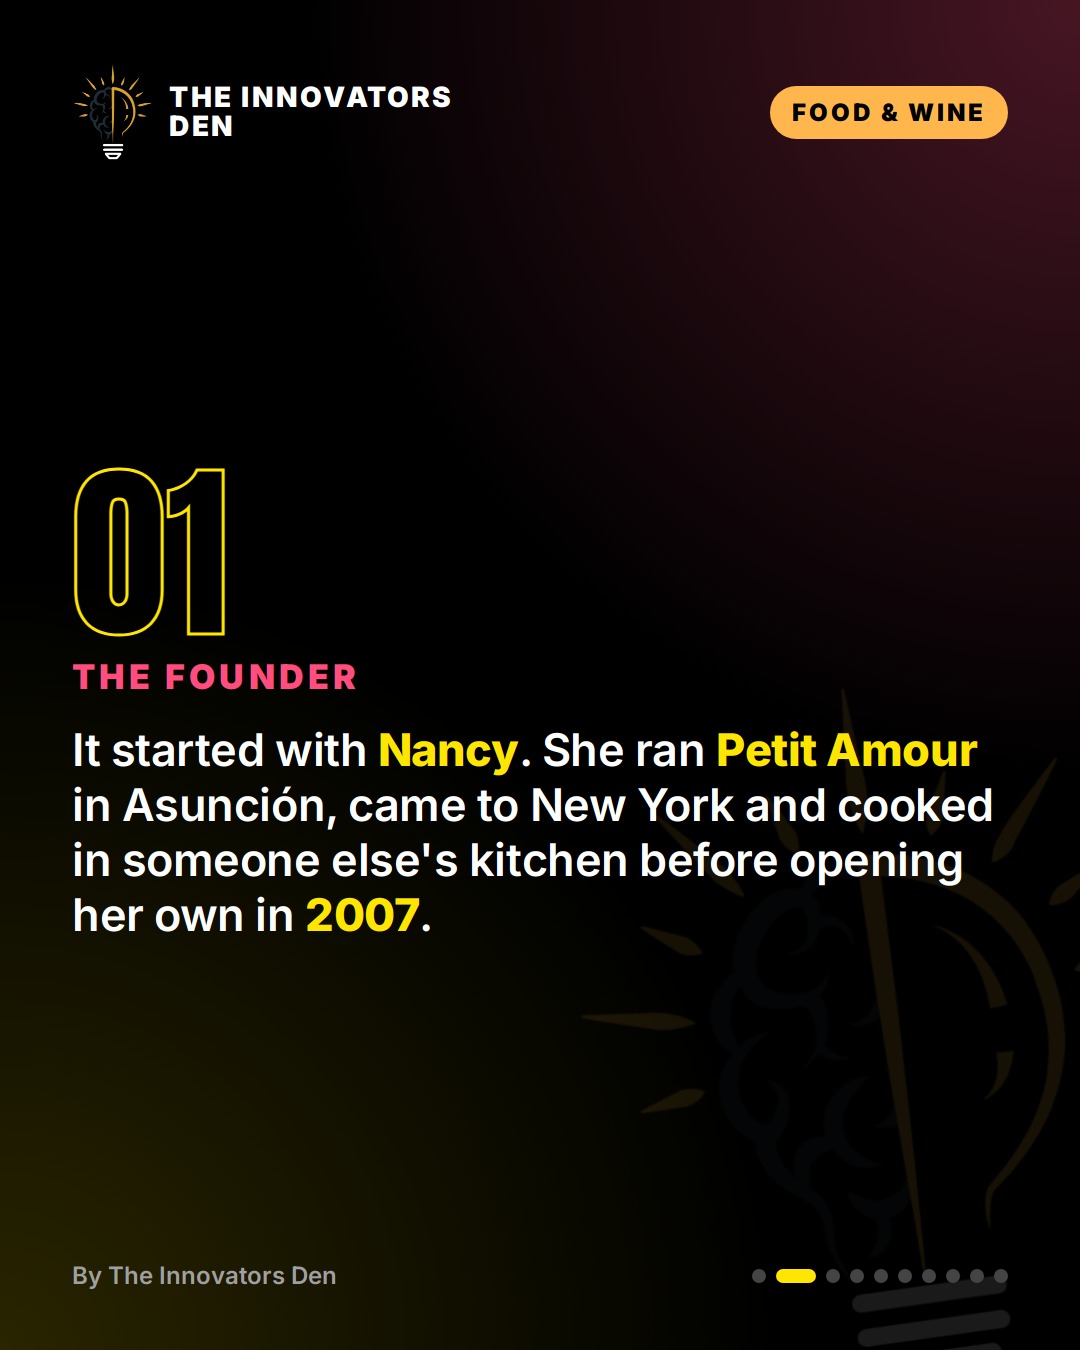 THE INNOVATORS
DEN
FOOD & WINE
01
THE FOUNDER
It started with Nancy. She ran Petit Amour
in Asunción, came to New York and cooked
in someone else's kitchen before opening
her own in 2007.
By The Innovators Den